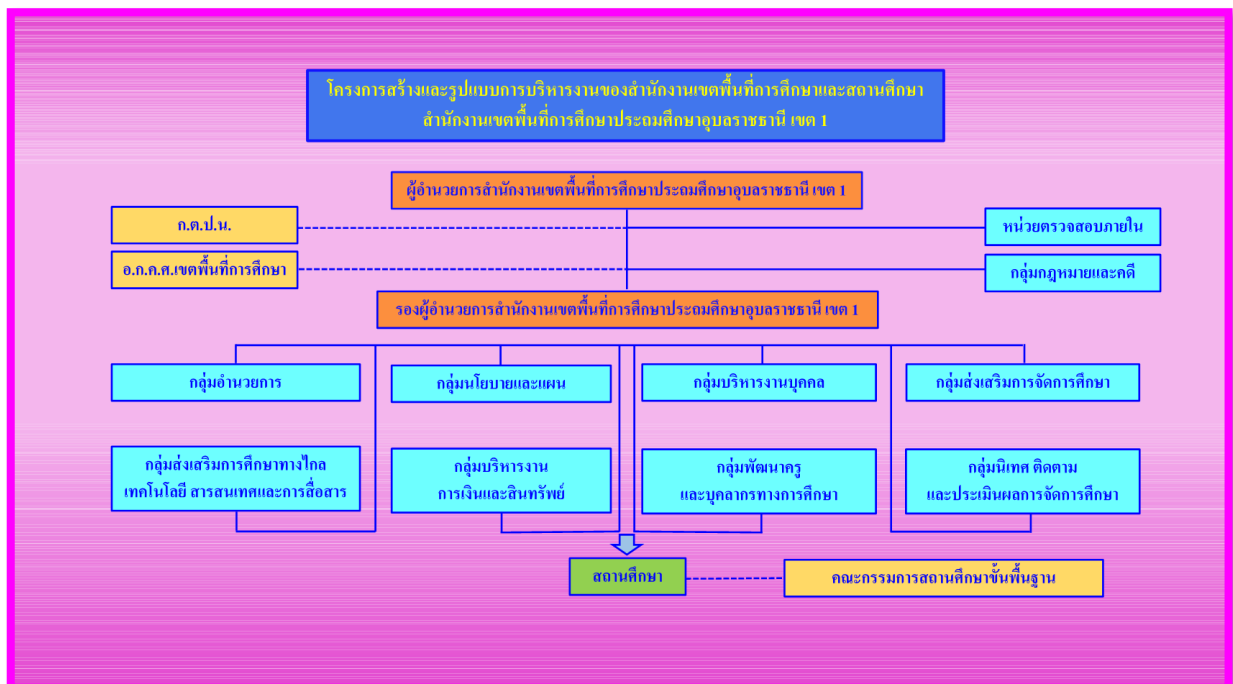 โครงการสร้างและรูปแบบการบริหารงานของสำนักงานเขตพื้นที่การศึกษาและสถานศึกษา
สำนักงานเขตพื้นที่การศึกษาประถมศึกษาอุบลราชธานี เขต 1
ผู้อำนวยการสำนักงานเขตพื้นที่การศึกษาประถมศึกษาอุบลราชธานี เขต 1
ก.ต.ป.น.
หน่วยตรวจสอบภายใน
อ.ก.ค.ศ.เขตพื้นที่การศึกษา
กลุ่มกฎหมายและคดี
รองผู้อำนวยการสำนักงานเขตพื้นที่การศึกษาประถมศึกษาอุบลราชธานี เขต 1
กลุ่มอำนวยการ
กลุ่มนโยบายและแผน
กลุ่มบริหารงานบุคคล
กลุ่มส่งเสริมการจัดการศึกษา
กลุ่มส่งเสริมการศึกษาทางไกล
เทคโนโลยี สารสนเทศและการสื่อสาร
กลุ่มบริหารงาน
การเงินและสินทรัพย์
กลุ่มพัฒนาครู
และบุคลากรทางการศึกษา
กลุ่มนิเทศ ติดตาม
และประเมินผลการจัดการศึกษา
สถานศึกษา
คณะกรรมการสถานศึกษาขั้นพื้นฐาน